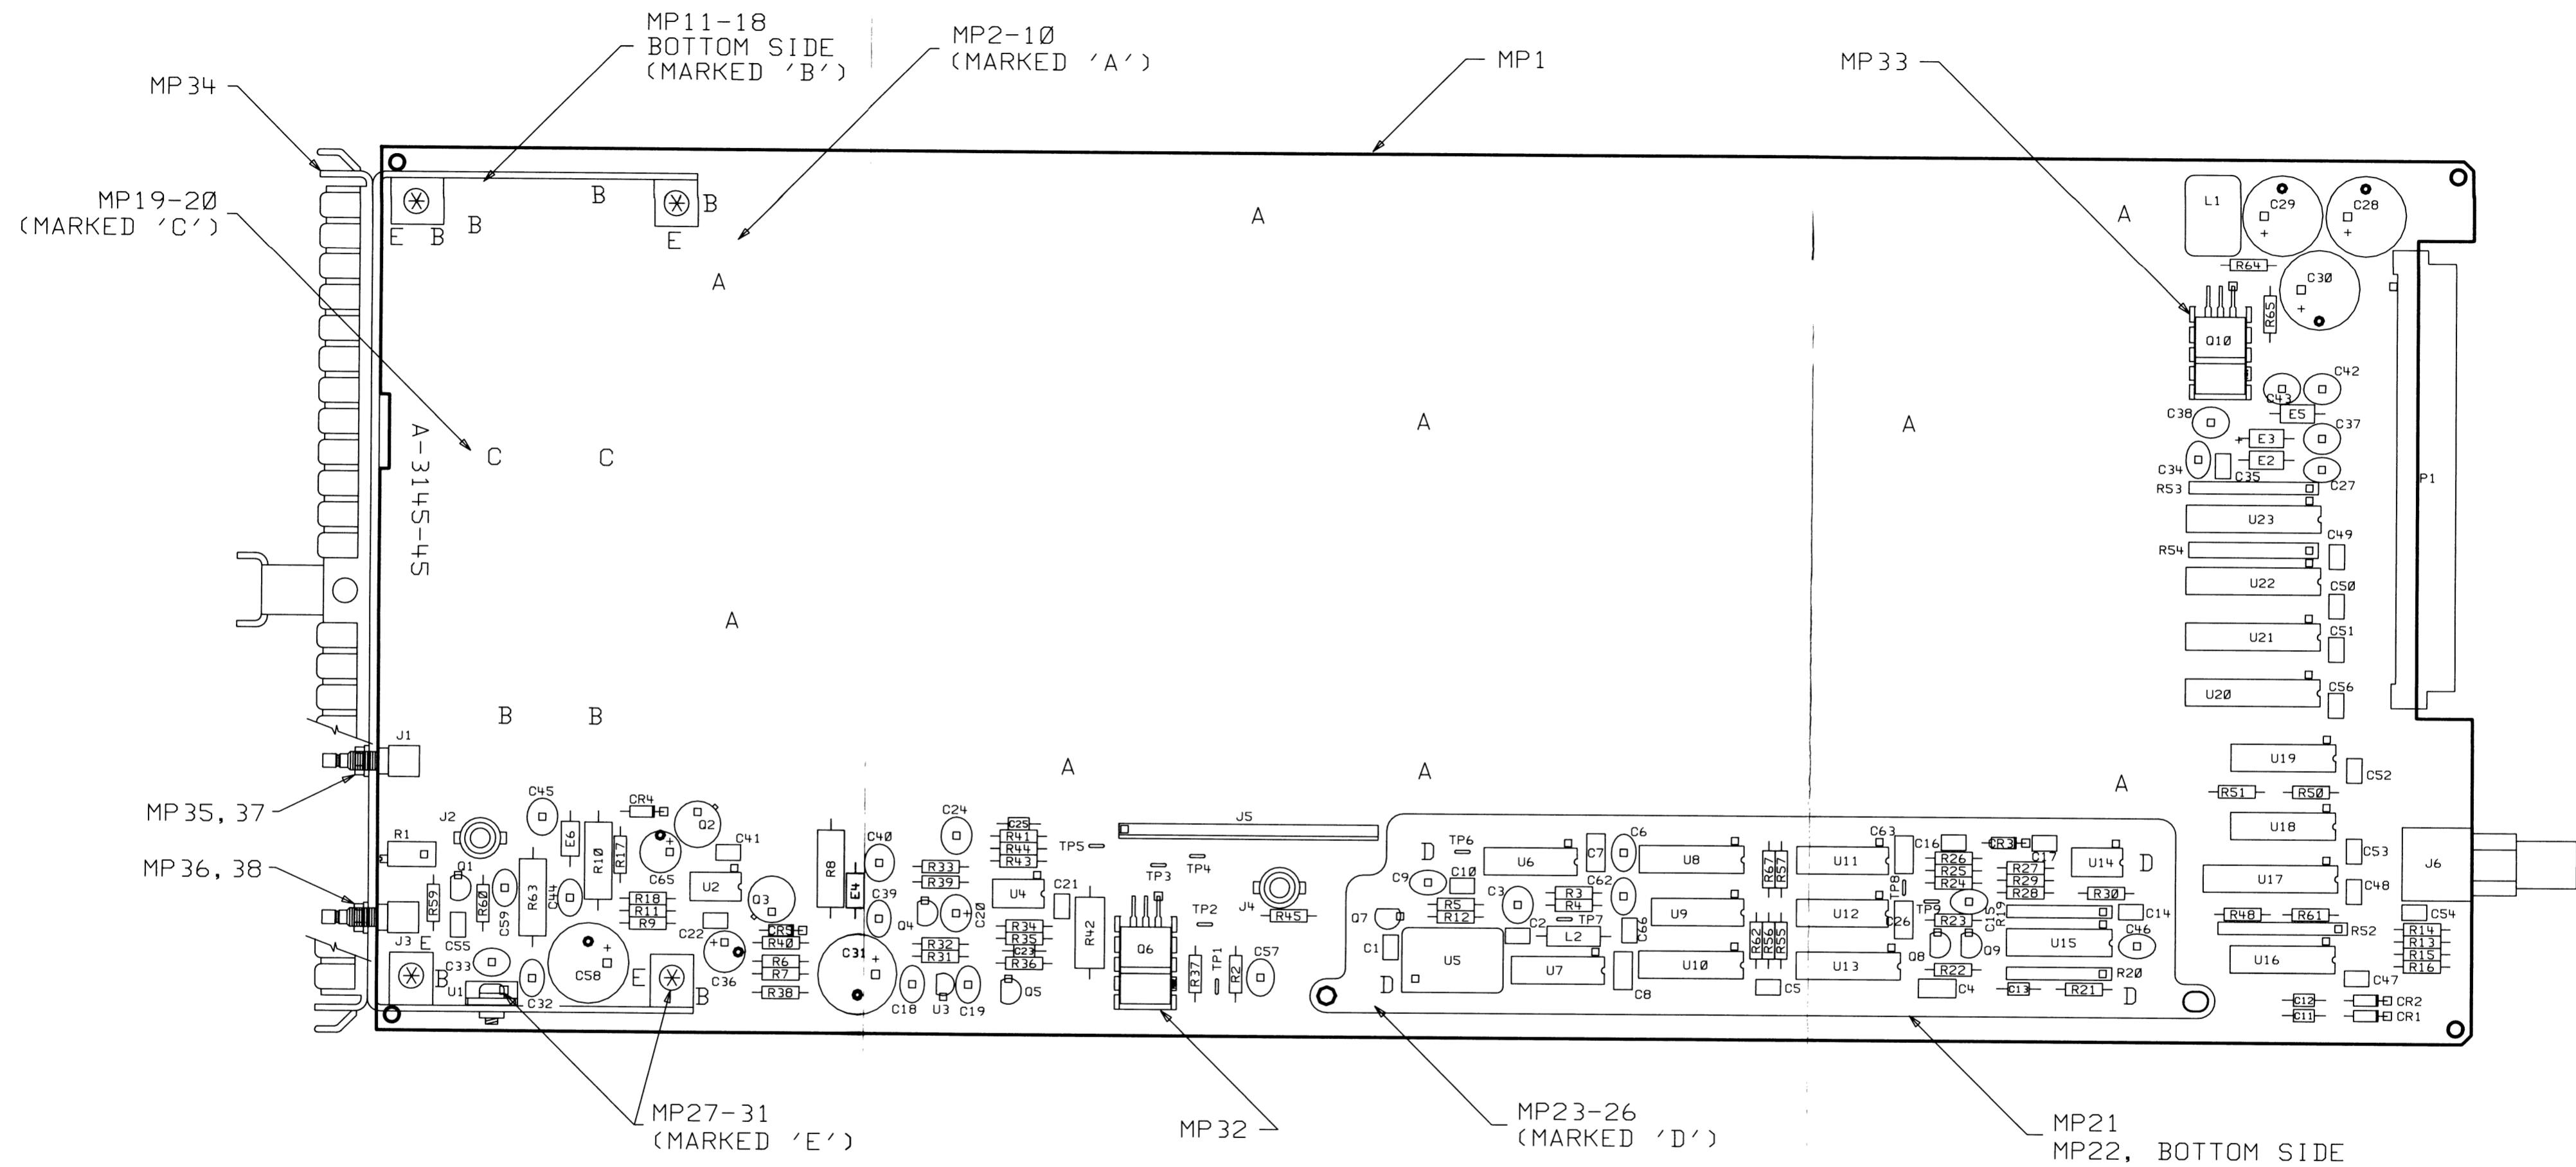 MP11-18
BOTTOM SIDE
(MARKED 'B')
MP2-10
(MARKED 'A')
MP1
MP33
MP34
MP19-20
(MARKED 'C')
B
B
B
E
B
E
A
A
A
L1
C29
C28
R64
C30
R65
Q10
C42
C43
E5
C38
C37
E3
E2
C34
C35
C27
P1
A
A
A-3145-45
C
C
R53
U23
C49
R54
U22
C50
A
U21
C51
U20
C56
B
B
J1
A
A
A
U19
C52
R51
R50
MP35,37
J2
C45
CR4
Q2
C41
E6
R10
R17
C65
R1
Q1
R59
R60
C59
R63
C44
U2
Q3
R18
R11
R9
C22
C55
J3
E
B
C33
U1
C32
C58
E
B
C36
CR5
R40
R6
R7
R38
R8
E4
C40
C39
C31
C24
R33
R39
Q4
C20
R32
R31
C18
U3
C19
C25
R41
R44
R43
U4
C21
R34
R35
C23
R36
Q5
TP5
R42
J5
TP3
TP4
TP2
J4
R45
Q6
R37
TP1
R2
C57
TP6
D
C9
C10
R5
R12
Q7
C1
D
U5
U6
C7
C6
C3
R3
R4
C62
C2
TP7
L2
C66
U7
C8
U8
U9
U10
R67
R57
R62
R56
R55
C5
U11
U12
U13
C63
TP8
C26
C16
CR3
C17
R26
R25
R24
R27
R29
R28
U14
D
R30
TP9
R23
C15
R19
C14
C46
Q8
Q9
U15
R22
C4
R20
C13
R21
D
U18
C53
U17
C48
J6
R48
R61
C54
R52
R14
R13
R15
R16
U16
C47
C12
C11
CR2
CR1
MP36,38
MP27-31
(MARKED 'E')
MP32
MP23-26
(MARKED 'D')
MP21
MP22, BOTTOM SIDE